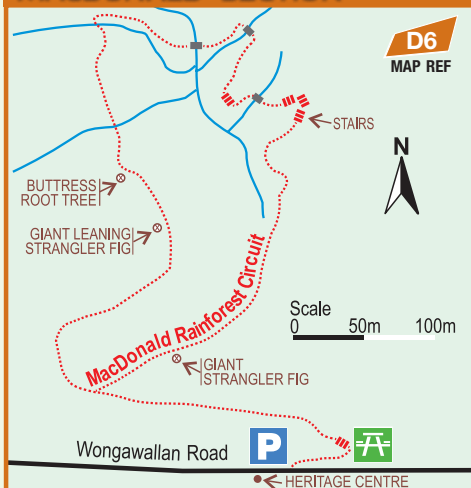 D6
MAP REF
STAIRS
N
BUTTRESS
ROOT TREE
GIANT LEANING
STRANGLER FIG
MacDonald Rainforest Circuit
Scale
0 50m 100m
GIANT
STRANGLER FIG
Wongawallan Road
P
HERITAGE CENTRE